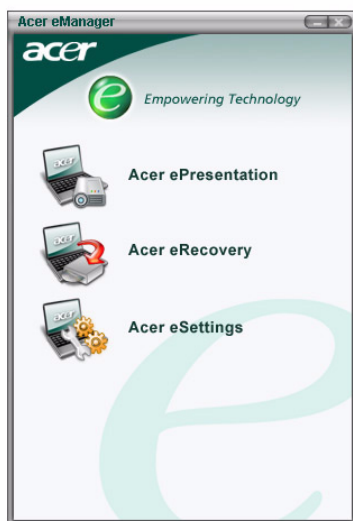 Acer eManager
acer
e Empowering Technology
Acer ePresentation
Acer eRecovery
Acer eSettings
e